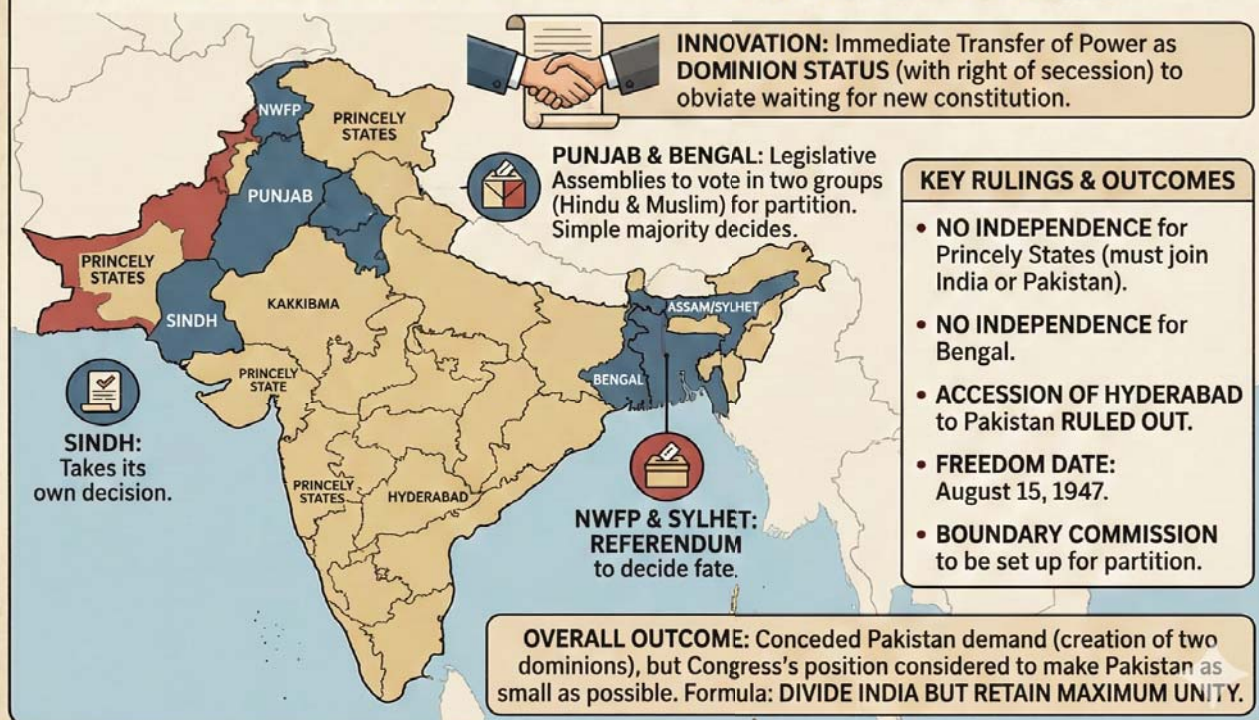 INNOVATION: Immediate Transfer of Power as
DOMINION STATUS (with right of secession) to
obviate waiting for new constitution.
NWFP
PRINCELY
STATES
PUNJAB
PRINCELY
STATES
SINDH
KAKKIBMA
PRINCELY
STATE
PRINCELY
STATES
HYDERABAD
ASSAM/SYLHET
BENGAL
PUNJAB & BENGAL: Legislative
Assemblies to vote in two groups
(Hindu & Muslim) for partition.
Simple majority decides.
SINDH:
Takes its
own decision.
NWFP & SYLHET:
REFERENDUM
to decide fate.
KEY RULINGS & OUTCOMES
• NO INDEPENDENCE for
Princely States (must join
India or Pakistan).
• NO INDEPENDENCE for
Bengal.
• ACCESSION OF HYDERABAD
to Pakistan RULED OUT.
• FREEDOM DATE:
August 15, 1947.
• BOUNDARY COMMISSION
to be set up for partition.
OVERALL OUTCOME: Conceded Pakistan demand (creation of two
dominions), but Congress's position considered to make Pakistan as
small as possible. Formula: DIVIDE INDIA BUT RETAIN MAXIMUM UNITY.